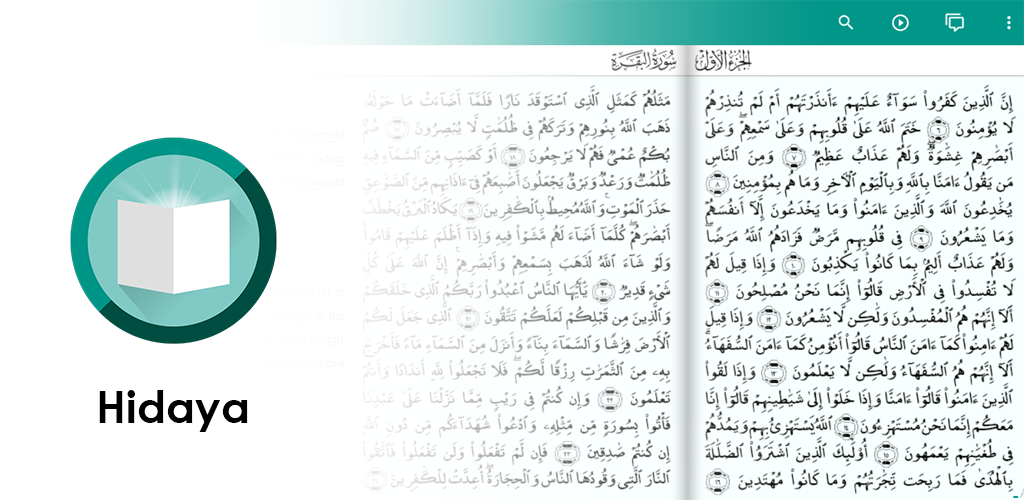 Hidaya
الجزء الأول
سورة البقرة
إِنَّ ٱلَّذِينَ كَفَرُوا۟ سَوَآءٌ عَلَيْهِمْ ءَأَنذَرْتَهُمْ أَمْ لَمْ تُنذِرْهُمْ
لَا يُؤْمِنُونَ ٦ خَتَمَ ٱللَّهُ عَلَىٰ قُلُوبِهِمْ وَعَلَىٰ سَمْعِهِمْ ۖ وَعَلَىٰٓ
أَبْصَٰرِهِمْ غِشَٰوَةٌ ۖ وَلَهُمْ عَذَابٌ عَظِيمٌ ٧ وَمِنَ ٱلنَّاسِ
مَن يَقُولُ ءَامَنَّا بِٱللَّهِ وَبِٱلْيَوْمِ ٱلْءَاخِرِ وَمَا هُم بِمُؤْمِنِينَ ٨
يُخَٰدِعُونَ ٱللَّهَ وَٱلَّذِينَ ءَامَنُوا۟ وَمَا يَخْدَعُونَ إِلَّآ أَنفُسَهُمْ
وَمَا يَشْعُرُونَ ٩ فِى قُلُوبِهِم مَّرَضٌ فَزَادَهُمُ ٱللَّهُ مَرَضًا ۖ
وَلَهُمْ عَذَابٌ أَلِيمٌۢ بِمَا كَانُوا۟ يَكْذِبُونَ ١٠ وَإِذَا قِيلَ لَهُمْ
لَا تُفْسِدُوا۟ فِى ٱلْأَرْضِ قَالُوٓا۟ إِنَّمَا نَحْنُ مُصْلِحُونَ ١١
أَلَآ إِنَّهُمْ هُمُ ٱلْمُفْسِدُونَ وَلَٰكِن لَّا يَشْعُرُونَ ١٢ وَإِذَا قِيلَ
لَهُمْ ءَامِنُوا۟ كَمَآ ءَامَنَ ٱلنَّاسُ قَالُوٓا۟ أَنُؤْمِنُ كَمَآ ءَامَنَ ٱلسُّفَهَآءُ ۗ
أَلَآ إِنَّهُمْ هُمُ ٱلسُّفَهَآءُ وَلَٰكِن لَّا يَعْلَمُونَ ١٣ وَإِذَا لَقُوا۟
ٱلَّذِينَ ءَامَنُوا۟ قَالُوٓا۟ ءَامَنَّا وَإِذَا خَلَوْا۟ إِلَىٰ شَيَٰطِينِهِمْ قَالُوٓا۟ إِنَّا
مَعَكُمْ إِنَّمَا نَحْنُ مُسْتَهْزِءُونَ ١٤ ٱللَّهُ يَسْتَهْزِئُ بِهِمْ وَيَمُدُّهُمْ
فِى طُغْيَٰنِهِمْ يَعْمَهُونَ ١٥ أُو۟لَٰٓئِكَ ٱلَّذِينَ ٱشْتَرَوُا۟ ٱلضَّلَٰلَةَ
بِٱلْهُدَىٰ فَمَا رَبِحَت تِّجَٰرَتُهُمْ وَمَا كَانُوا۟ مُهْتَدِينَ ١٦
مَثَلُهُمْ كَمَثَلِ ٱلَّذِى ٱسْتَوْقَدَ نَارًا فَلَمَّآ أَضَآءَتْ مَا حَوْلَهُۥ
ذَهَبَ ٱللَّهُ بِنُورِهِمْ وَتَرَكَهُمْ فِى ظُلُمَٰتٍ لَّا يُبْصِرُونَ ١٧ صُمٌّۢ
بُكْمٌ عُمْىٌ فَهُمْ لَا يَرْجِعُونَ ١٨ أَوْ كَصَيِّبٍ مِّنَ ٱلسَّمَآءِ فِيهِ
ظُلُمَٰتٌ وَرَعْدٌ وَبَرْقٌ يَجْعَلُونَ أَصَٰبِعَهُمْ فِىٓ ءَاذَانِهِم مِّنَ ٱلصَّوَٰعِقِ
حَذَرَ ٱلْمَوْتِ ۚ وَٱللَّهُ مُحِيطٌۢ بِٱلْكَٰفِرِينَ ١٩ يَكَادُ ٱلْبَرْقُ يَخْطَفُ
أَبْصَٰرَهُمْ ۖ كُلَّمَآ أَضَآءَ لَهُم مَّشَوْا۟ فِيهِ وَإِذَآ أَظْلَمَ عَلَيْهِمْ قَامُوا۟ ۚ
وَلَوْ شَآءَ ٱللَّهُ لَذَهَبَ بِسَمْعِهِمْ وَأَبْصَٰرِهِمْ ۚ إِنَّ ٱللَّهَ عَلَىٰ كُلِّ
شَىْءٍ قَدِيرٌ ٢٠ يَٰٓأَيُّهَا ٱلنَّاسُ ٱعْبُدُوا۟ رَبَّكُمُ ٱلَّذِى خَلَقَكُمْ
وَٱلَّذِينَ مِن قَبْلِكُمْ لَعَلَّكُمْ تَتَّقُونَ ٢١ ٱلَّذِى جَعَلَ لَكُمُ
ٱلْأَرْضَ فِرَٰشًا وَٱلسَّمَآءَ بِنَآءً وَأَنزَلَ مِنَ ٱلسَّمَآءِ مَآءً فَأَخْرَجَ
بِهِۦ مِنَ ٱلثَّمَرَٰتِ رِزْقًا لَّكُمْ ۖ فَلَا تَجْعَلُوا۟ لِلَّهِ أَندَادًا وَأَنتُمْ
تَعْلَمُونَ ٢٢ وَإِن كُنتُمْ فِى رَيْبٍ مِّمَّا نَزَّلْنَا عَلَىٰ عَبْدِنَا
فَأْتُوا۟ بِسُورَةٍ مِّن مِّثْلِهِۦ وَٱدْعُوا۟ شُهَدَآءَكُم مِّن دُونِ ٱللَّهِ
إِن كُنتُمْ صَٰدِقِينَ ٢٣ فَإِن لَّمْ تَفْعَلُوا۟ وَلَن تَفْعَلُوا۟ فَٱتَّقُوا۟
ٱلنَّارَ ٱلَّتِى وَقُودُهَا ٱلنَّاسُ وَٱلْحِجَارَةُ ۖ أُعِدَّتْ لِلْكَٰفِرِينَ ٢٤